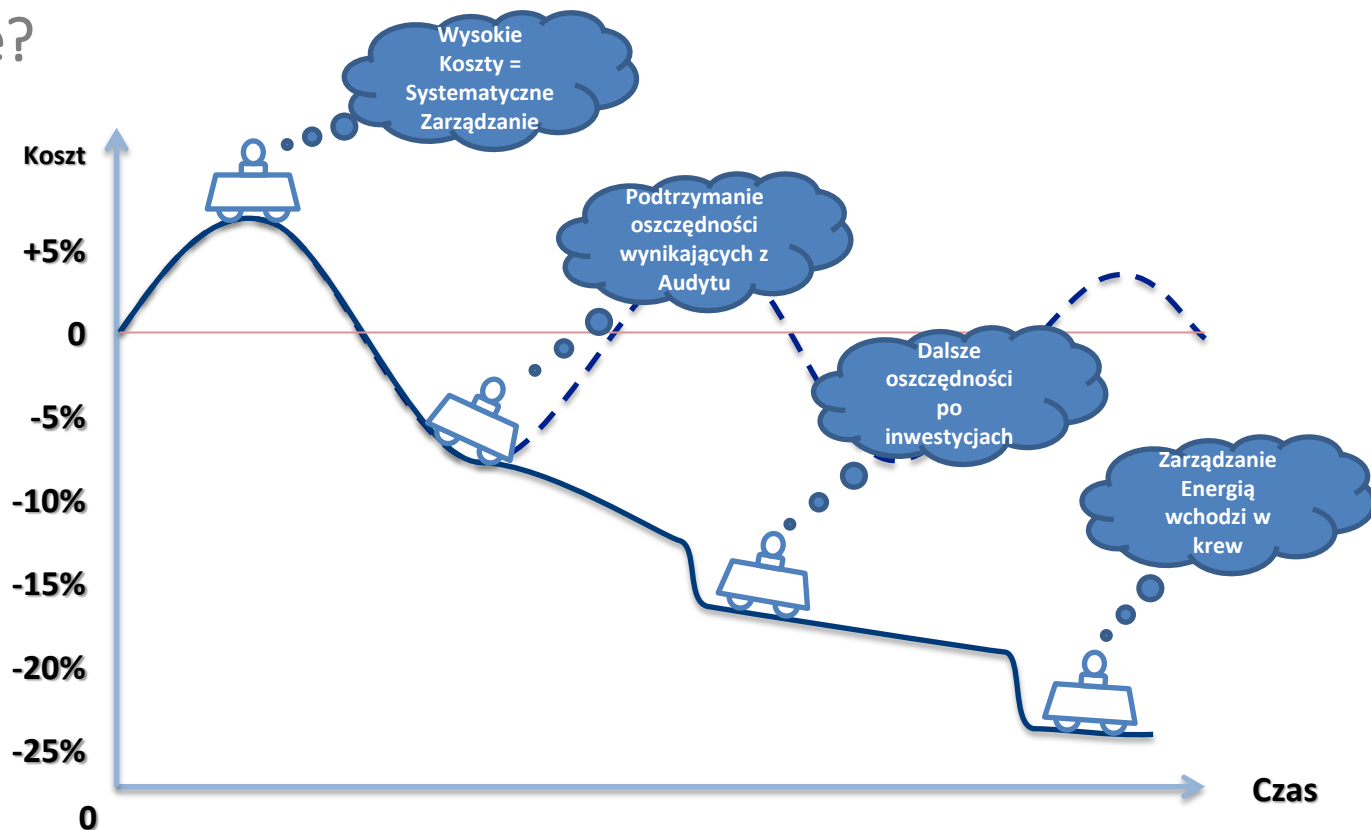 e?
Wysokie
Koszty =
Systematyczne
Zarządzanie
Koszt
Podtrzymanie
oszczędności
wynikających z
Audytu
+5%
0
Dalsze
oszczędności
po
inwestycjach
-5%
Zarządzanie
Energią
wchodzi w
krew
-10%
-15%
-20%
-25%
Czas
0